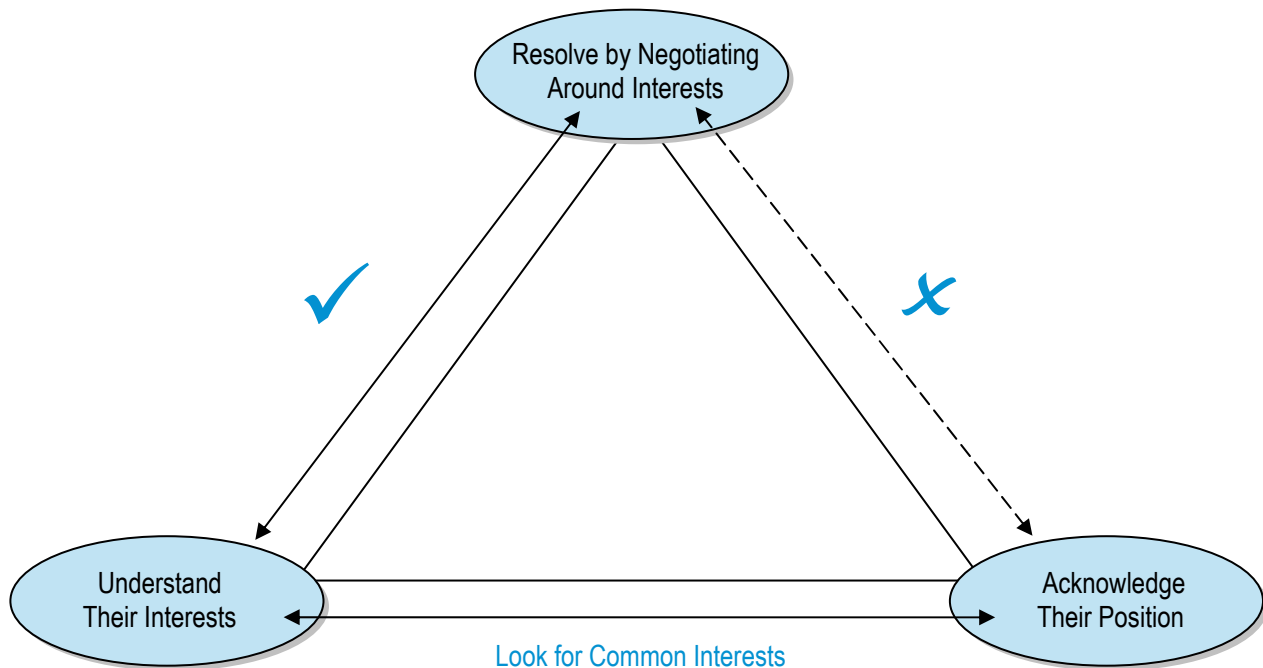 Resolve by Negotiating
Around Interests
Understand
Their Interests
Acknowledge
Their Position
Look for Common Interests